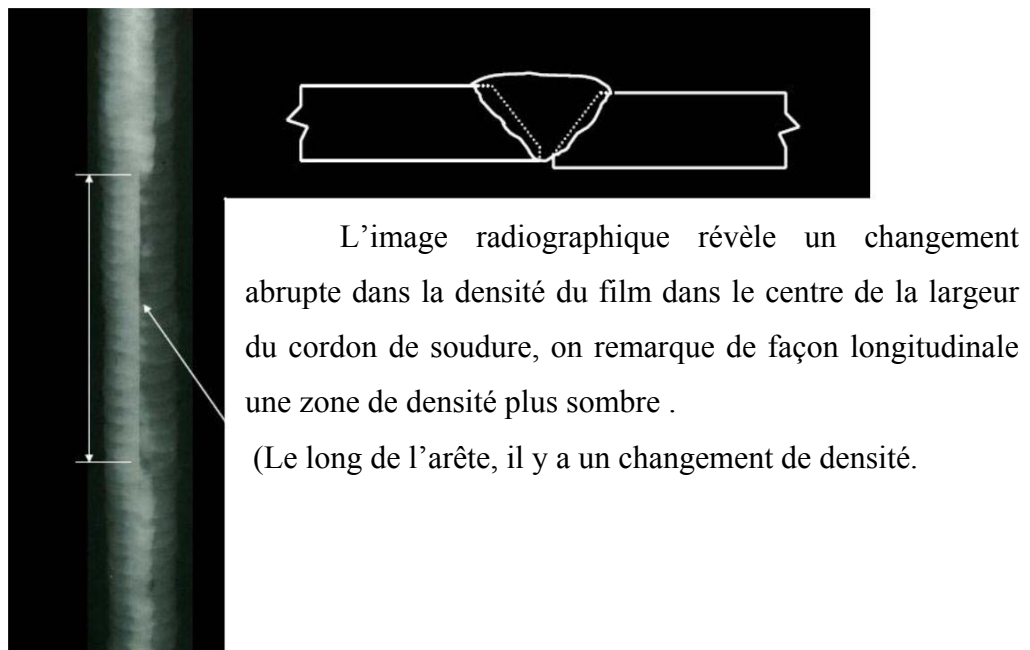 L’image radiographique révèle un changement
abrupte dans la densité du film dans le centre de la largeur
du cordon de soudure, on remarque de façon longitudinale
une zone de densité plus sombre .
(Le long de l’arête, il y a un changement de densité.